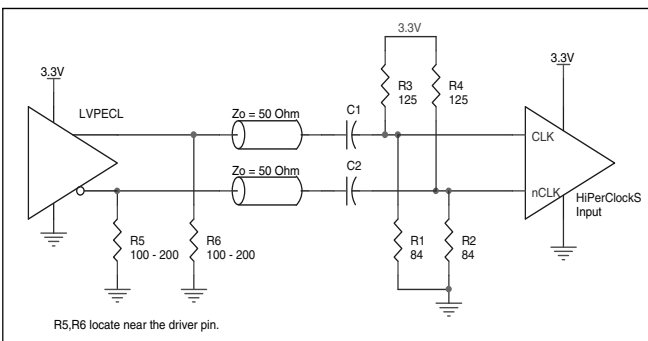 3.3V
3.3V
3.3V
R3
125
R4
125
LVPECL
Zo = 50 Ohm
C1
CLK
Zo = 50 Ohm
C2
nCLK
HiPerClockS
Input
R5
100 - 200
R6
100 - 200
R1
84
R2
84
R5,R6 locate near the driver pin.